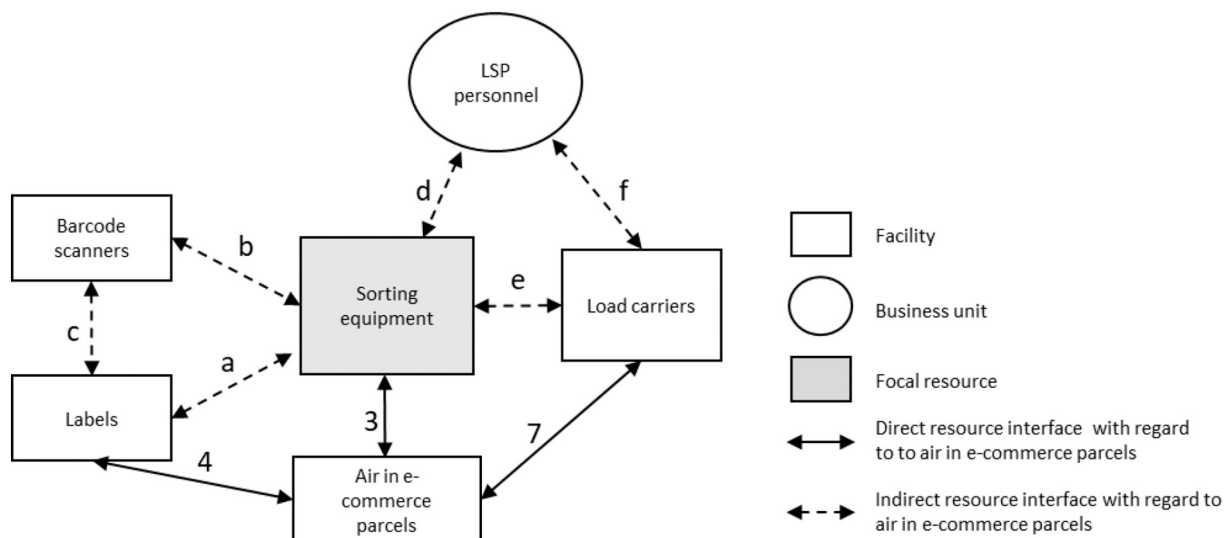 LSP
personnel
d
f
Barcode
scanners
b
Sorting
equipment
e
Load carriers
c
a
Labels
3
7
4
Air in e-
commerce
parcels
Facility
Business unit
Focal resource
Direct resource interface with regard
to to air in e-commerce parcels
Indirect resource interface with regard to
air in e-commerce parcels